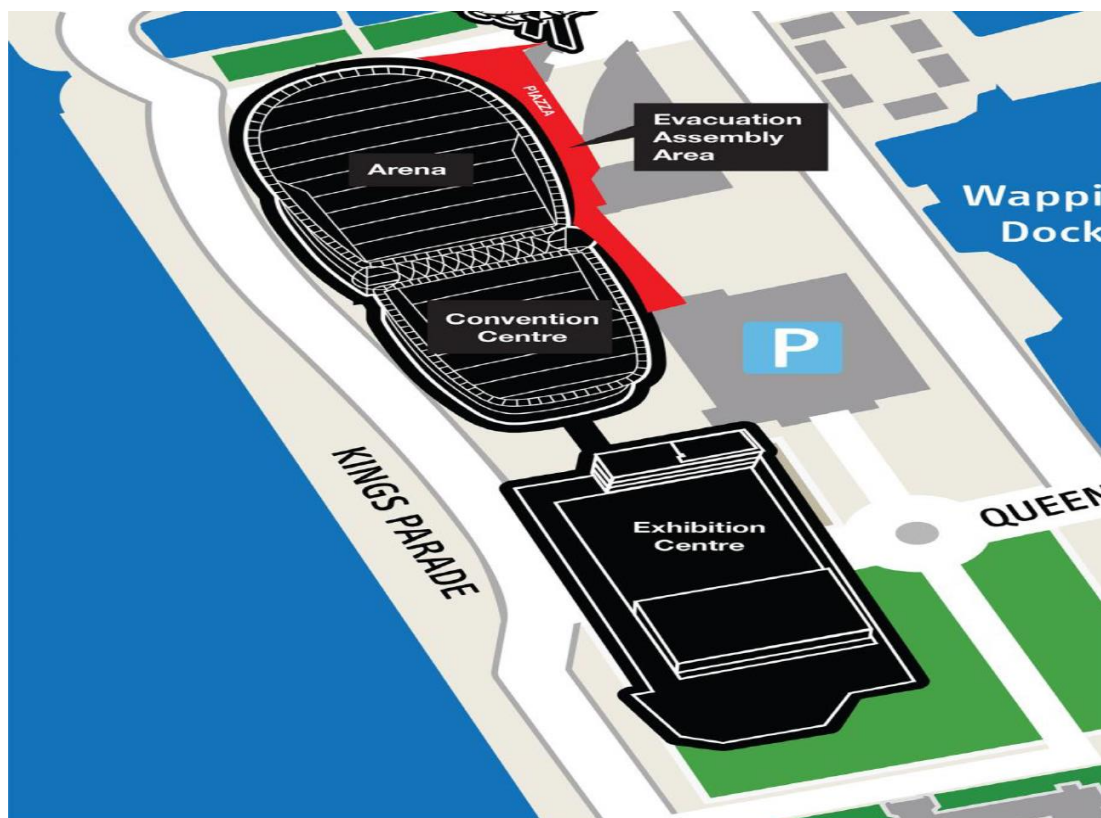 PIAZZA
Evacuation
Assembly
Area
Arena
Wappi
Dock
Convention
Centre
P
KINGS PARADE
Exhibition
Centre
QUEEN